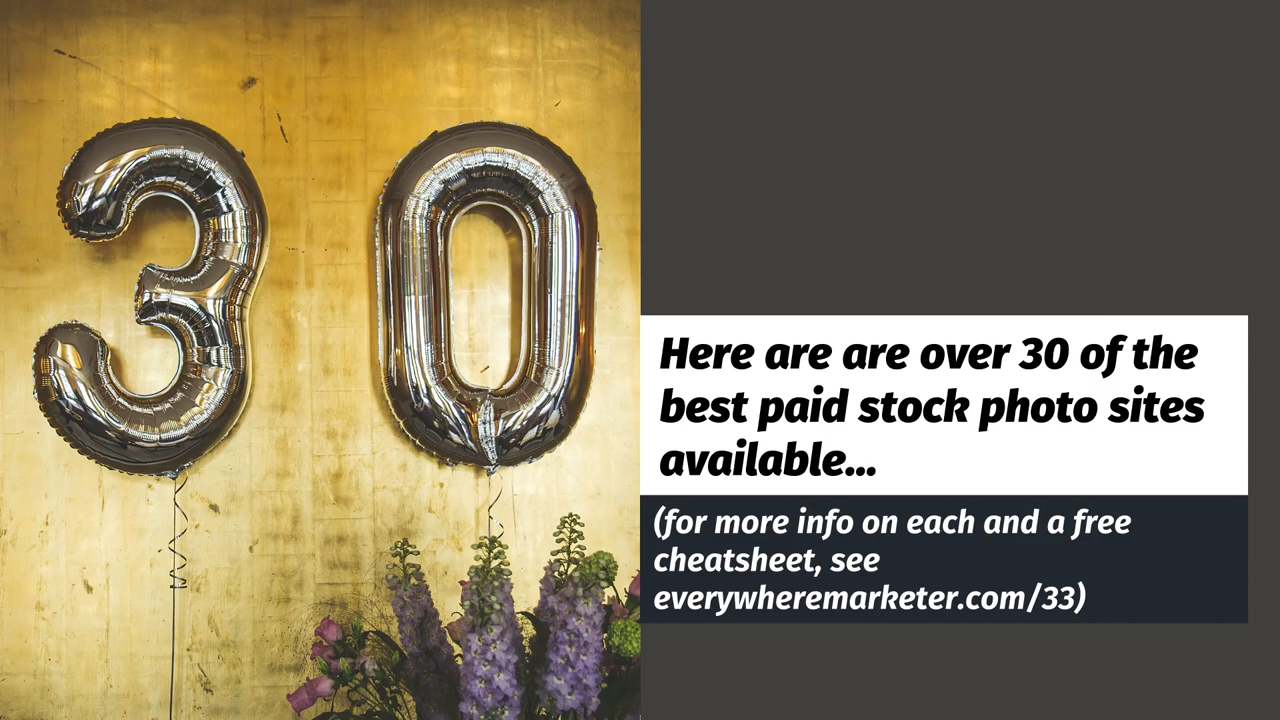 30
Here are are over 30 of the
best paid stock photo sites
available...
(for more info on each and a free
cheatsheet, see
everywheremarketer.com/33)